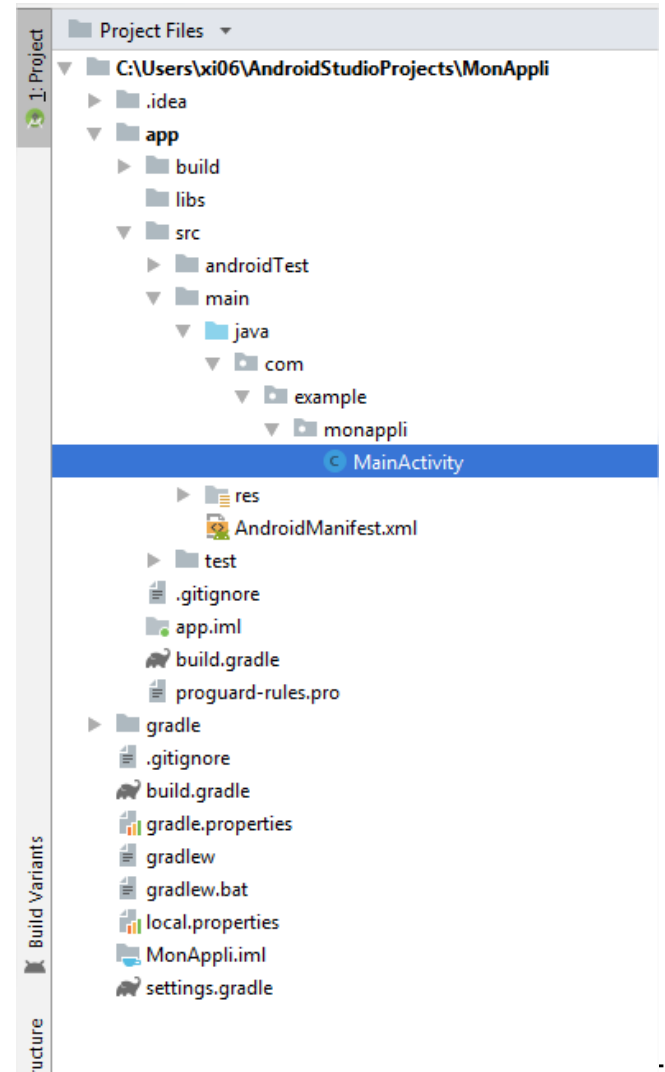 Project Files
1: Project
C:\Users\xi06\AndroidStudioProjects\MonAppli
.idea
app
build
libs
src
androidTest
main
java
com
example
monappli
C MainActivity
res
AndroidManifest.xml
test
.gitignore
app.iml
build.gradle
proguard-rules.pro
gradle
.gitignore
build.gradle
gradle.properties
gradlew
gradlew.bat
local.properties
MonAppli.iml
settings.gradle
Build Variants
ucture